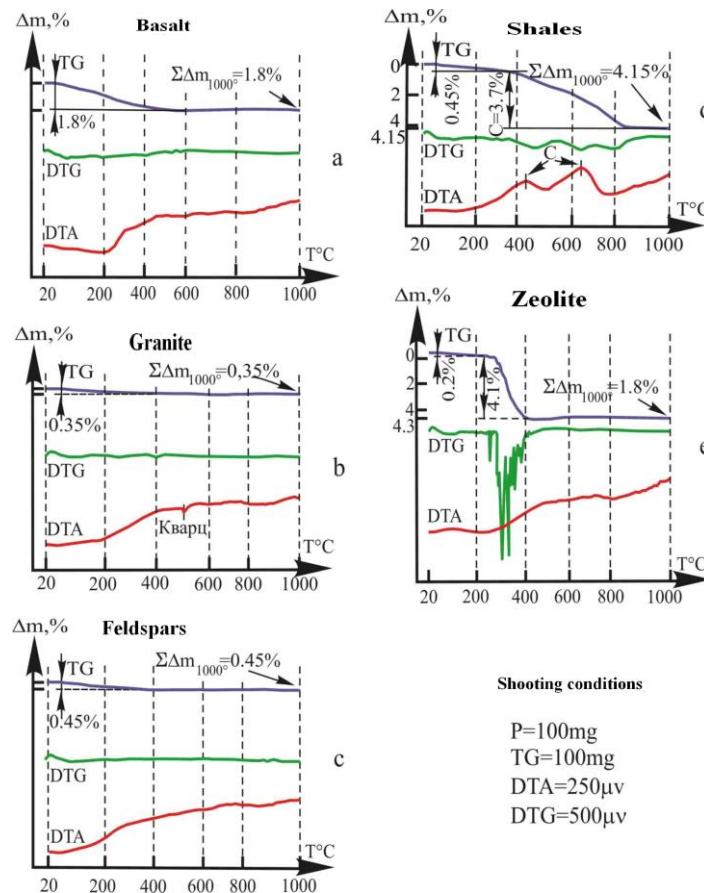 Δm,%
Basalt
TG
ΣΔm1000°=1.8%
1.8%
a
DTG
DTA
T°C
20 200 400 600 800 1000
Δm,%
Granite
TG
ΣΔm1000°=0,35%
0.35%
DTG
b
Кварц
DTA
T°C
20 200 400 600 800 1000
Δm,%
Feldspars
TG
ΣΔm1000°=0.45%
0.45%
DTG
c
DTA
T°C
20 200 400 600 800 1000
Δm,%
Shales
TG
0
ΣΔm1000°=4.15%
0.45%
C=3.7%
2
4
4.15
DTG
C
DTA
T°C
20 200 400 600 800 1000
Δm,%
Zeolite
TG
0
0.2%
4.1%
2
ΣΔm1000°=1.8%
4
4.3
DTG
e
DTA
T°C
20 200 400 600 800 1000
Shooting conditions
P=100mg
TG=100mg
DTA=250μv
DTG=500μv